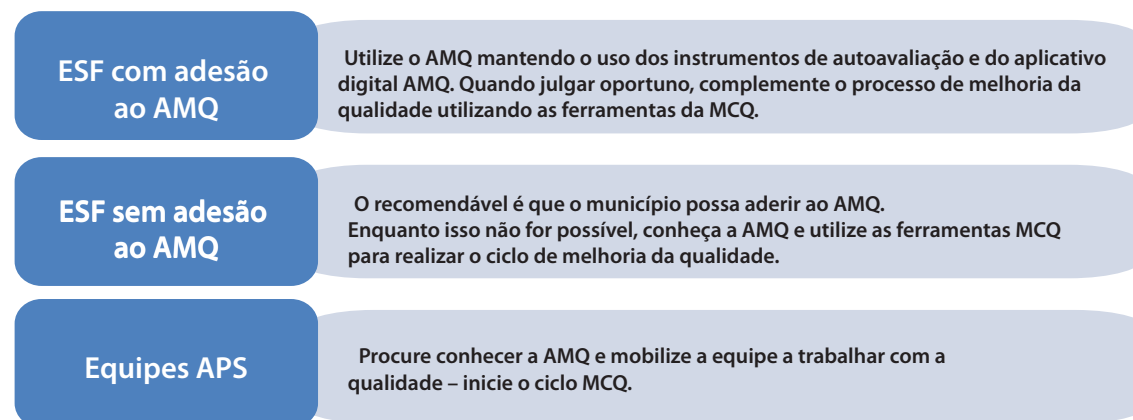 ESF com adesão
ao AMQ
Utilize o AMQ mantendo o uso dos instrumentos de autoavaliação e do aplicativo
digital AMQ. Quando julgar oportuno, complemente o processo de melhoria da
qualidade utilizando as ferramentas da MCQ.
ESF sem adesão
ao AMQ
O recomendável é que o município possa aderir ao AMQ.
Enquanto isso não for possível, conheça a AMQ e utilize as ferramentas MCQ
para realizar o ciclo de melhoria da qualidade.
Equipes APS
Procure conhecer a AMQ e mobilize a equipe a trabalhar com a
qualidade – inicie o ciclo MCQ.